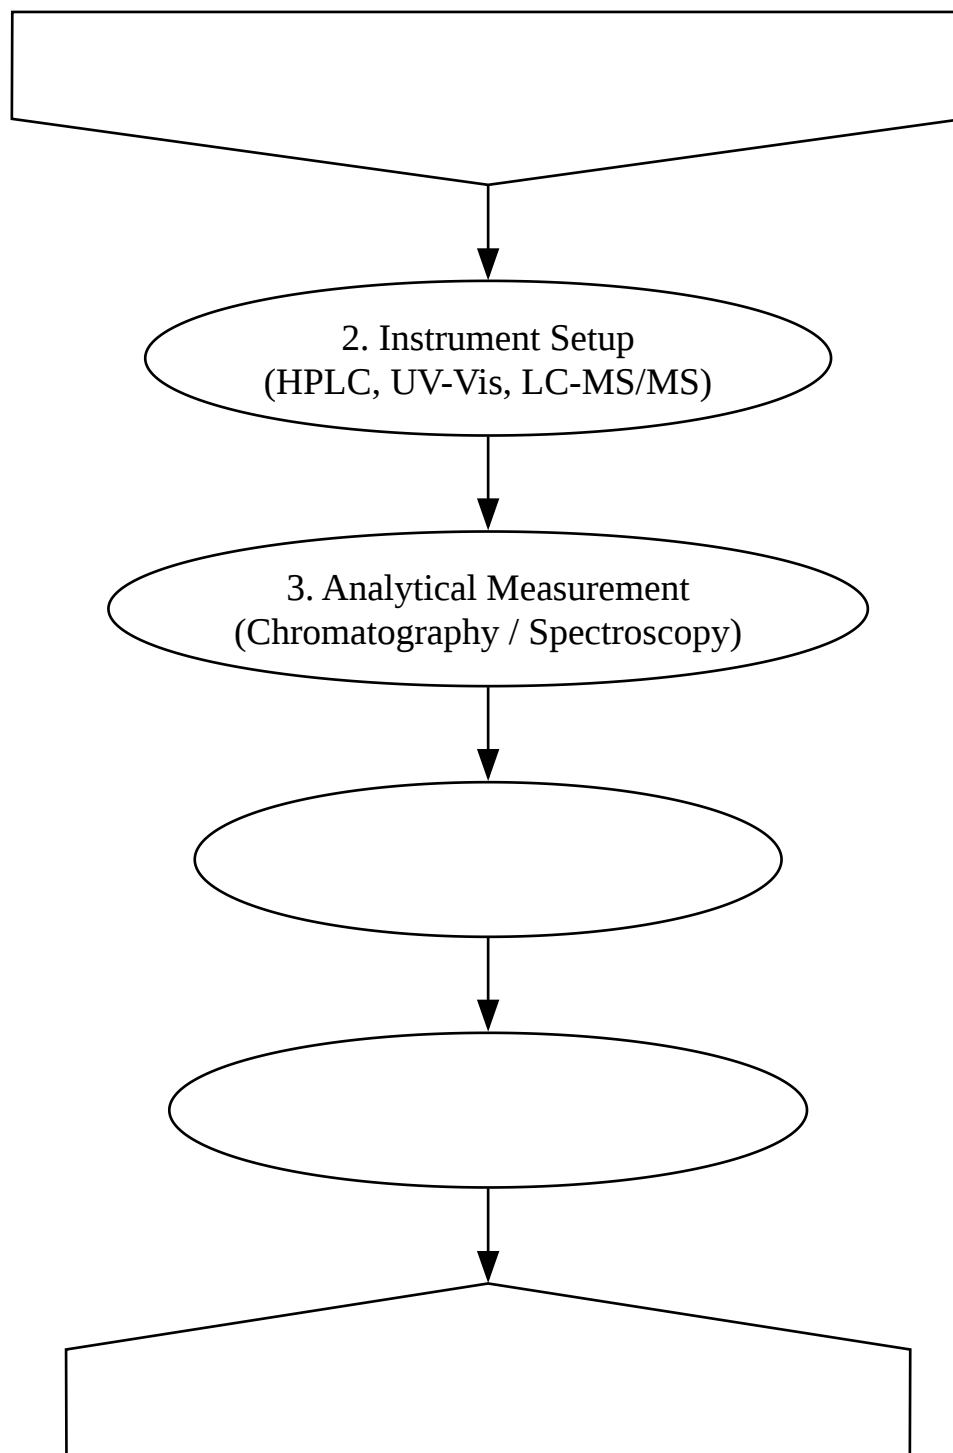 2. Instrument Setup
(HPLC, UV-Vis, LC-MS/MS)
3. Analytical Measurement
(Chromatography / Spectroscopy)